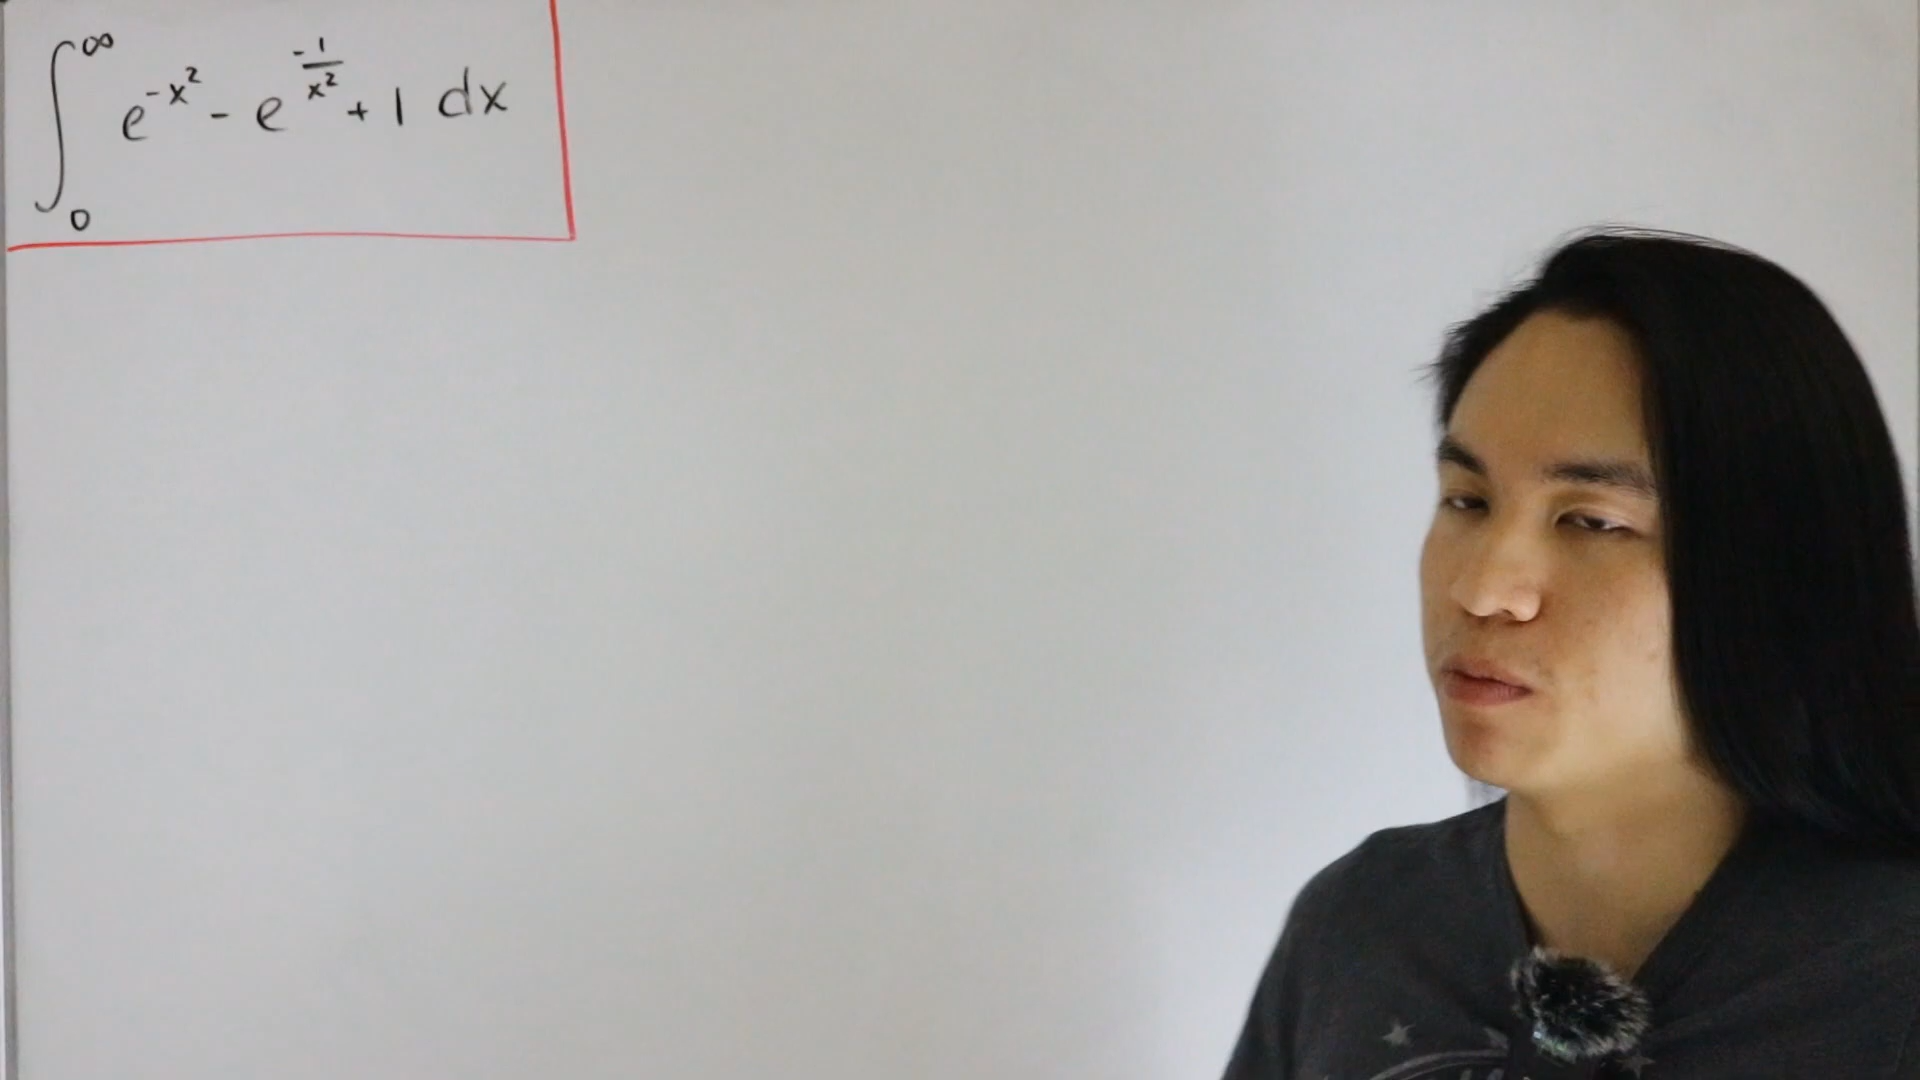 ∫₀^∞ e^{-x²} - e^{-1/x²} + 1 dx